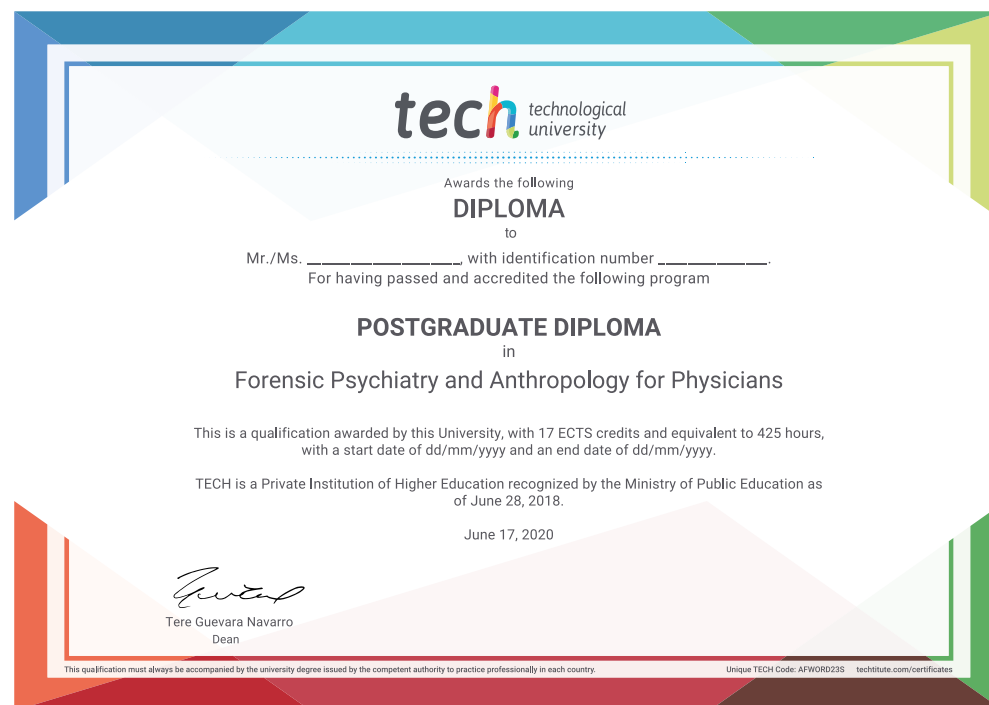 tech technological
university
Awards the following
DIPLOMA
to
Mr./Ms. ____________________, with identification number ______________.
For having passed and accredited the following program
POSTGRADUATE DIPLOMA
in
Forensic Psychiatry and Anthropology for Physicians
This is a qualification awarded by this University, with 17 ECTS credits and equivalent to 425 hours,
with a start date of dd/mm/yyyy and an end date of dd/mm/yyyy.
TECH is a Private Institution of Higher Education recognized by the Ministry of Public Education as
of June 28, 2018.
June 17, 2020
Tere Guevara Navarro
Dean
This qualification must always be accompanied by the university degree issued by the competent authority to practice professionally in each country.
Unique TECH Code: AFWORD23S techtitute.com/certificates